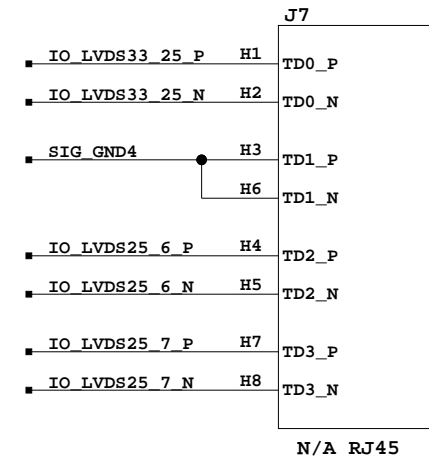 J7
IO_LVDS33_25_P H1 TD0_P
IO_LVDS33_25_N H2 TD0_N
SIG_GND4 H3 TD1_P
H6 TD1_N
IO_LVDS25_6_P H4 TD2_P
IO_LVDS25_6_N H5 TD2_N
IO_LVDS25_7_P H7 TD3_P
IO_LVDS25_7_N H8 TD3_N
N/A RJ45